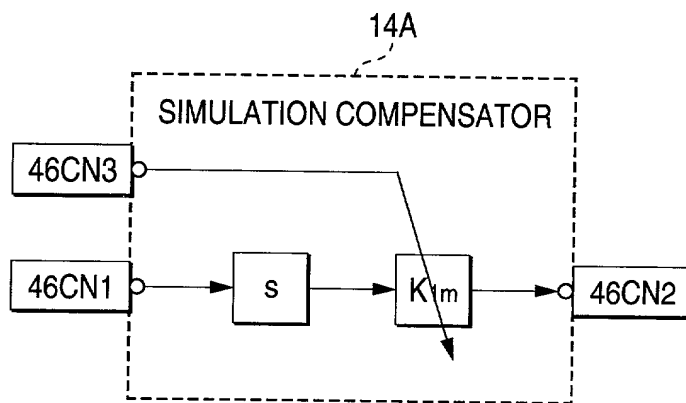 14A
SIMULATION COMPENSATOR
46CN3
46CN1
s
K1m
46CN2